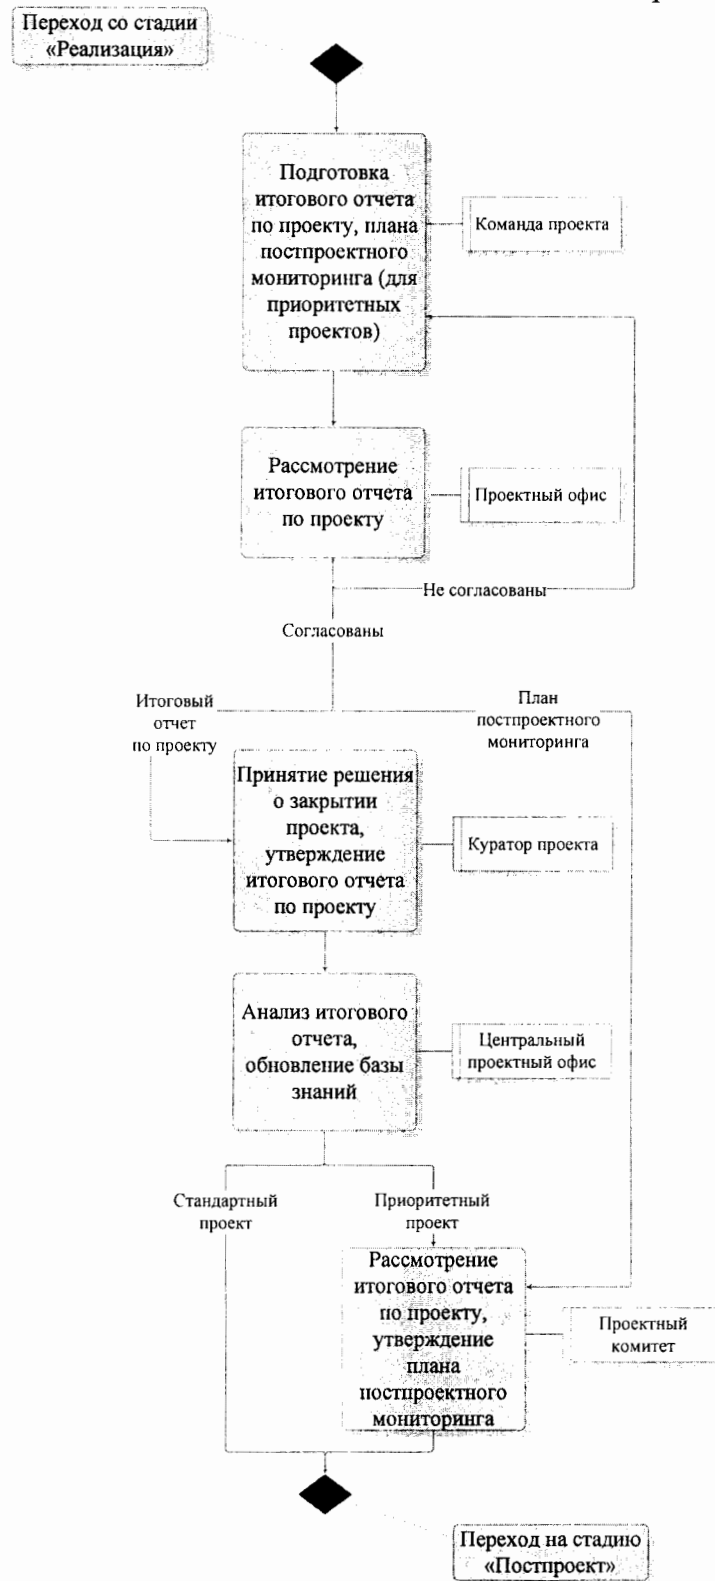 Переход со стадии
«Реализация»
Подготовка
итогового отчета
по проекту, плана
постпроектного
мониторинга (для
приоритетных
проектов)
Команда проекта
Рассмотрение
итогового отчета
по проекту
Проектный офис
Не согласованы
Согласованы
Итоговый
отчет
по проекту
План
постпроектного
мониторинга
Принятие решения
о закрытии
проекта,
утверждение
итогового отчета
по проекту
Куратор проекта
Анализ итогового
отчета,
обновление базы
знаний
Центральный
проектный офис
Стандартный
проект
Приоритетный
проект
Рассмотрение
итогового отчета
по проекту,
утверждение
плана
постпроектного
мониторинга
Проектный
комитет
Переход на стадию
«Постпроект»